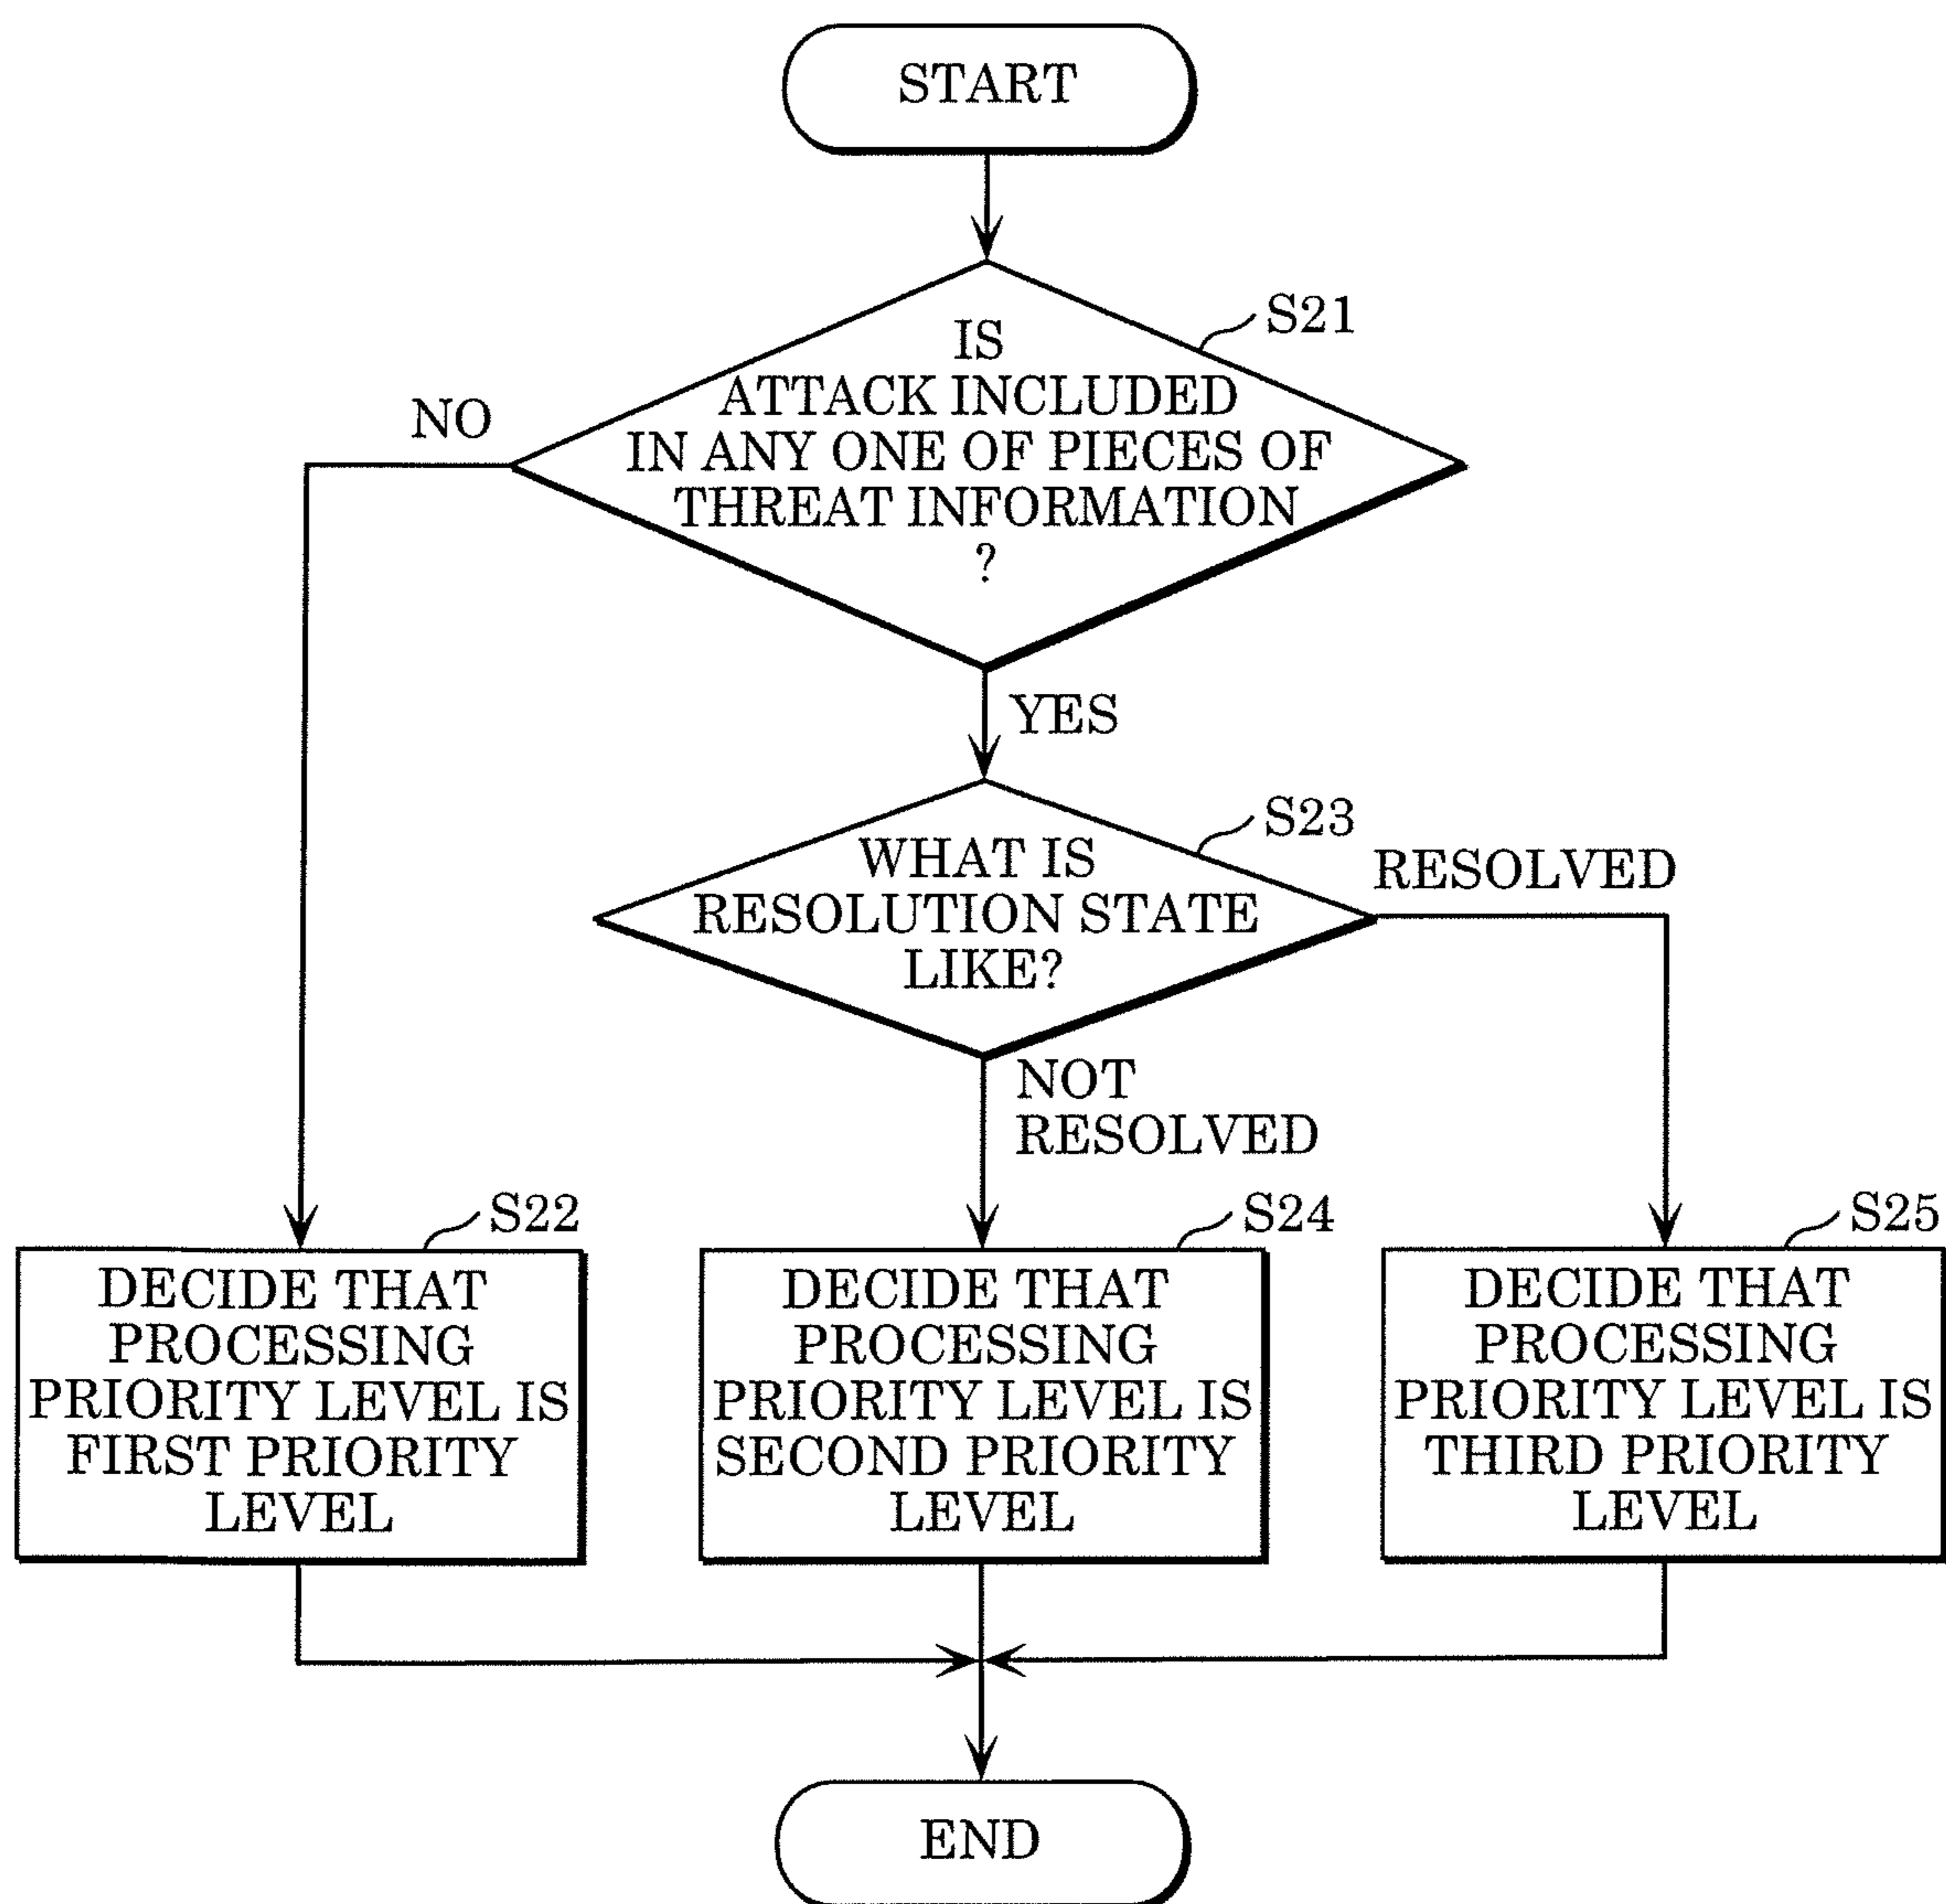 START
S21
IS
ATTACK INCLUDED
IN ANY ONE OF PIECES OF
THREAT INFORMATION
?
NO
YES
S23
WHAT IS
RESOLUTION STATE
LIKE?
RESOLVED
NOT
RESOLVED
S22
DECIDE THAT
PROCESSING
PRIORITY LEVEL IS
FIRST PRIORITY
LEVEL
S24
DECIDE THAT
PROCESSING
PRIORITY LEVEL IS
SECOND PRIORITY
LEVEL
S25
DECIDE THAT
PROCESSING
PRIORITY LEVEL IS
THIRD PRIORITY
LEVEL
END